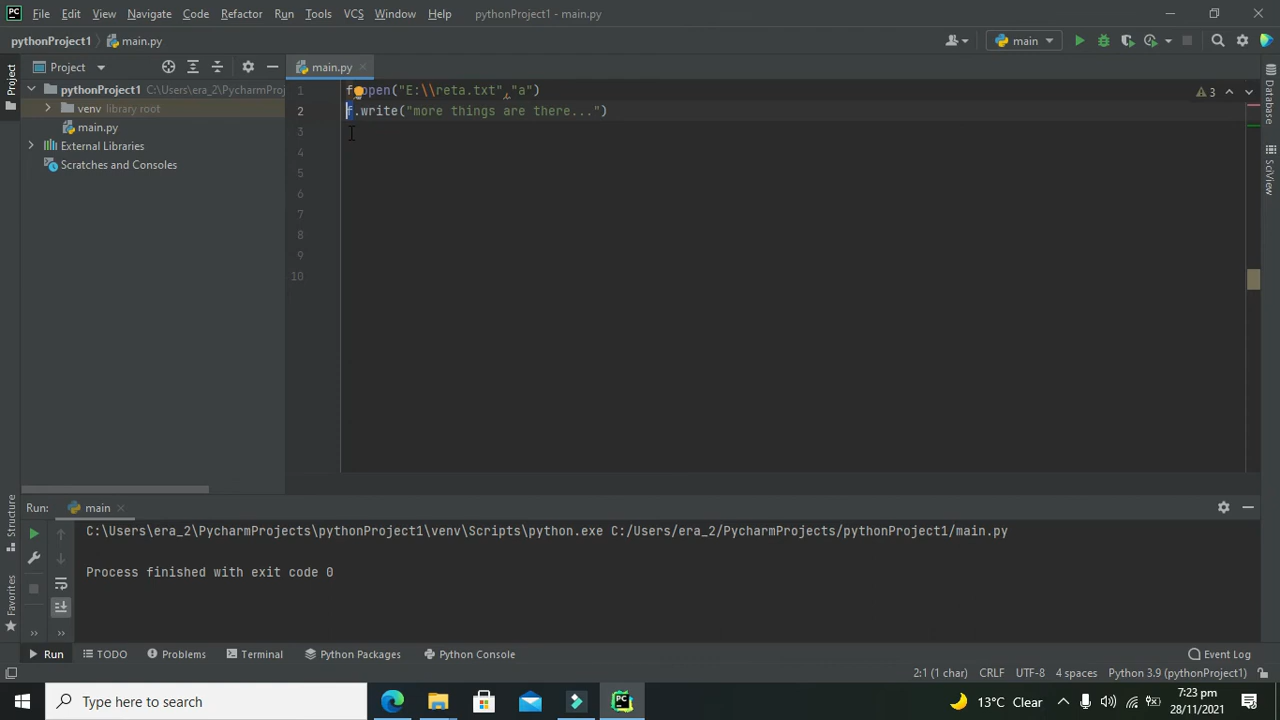 File Edit View Navigate Code Refactor Run Tools VCS Window Help pythonProject1 - main.py
pythonProject1 main.py main
Project main.py
pythonProject1 C:\Users\era_2\PycharmProj
venv library root
main.py
External Libraries
Scratches and Consoles
1 open("E:\\reta.txt","a") 3
2 f.write("more things are there...")
3
4
5
6
7
8
9
10
Project
Structure
Favorites
Database
SciView
Run: main
C:\Users\era_2\PycharmProjects\pythonProject1\venv\Scripts\python.exe C:/Users/era_2/PycharmProjects/pythonProject1/main.py
Process finished with exit code 0
Run TODO Problems Terminal Python Packages Python Console Event Log
2:1 (1 char) CRLF UTF-8 4 spaces Python 3.9 (pythonProject1)
Type here to search 13°C Clear 7:23 pm
28/11/2021